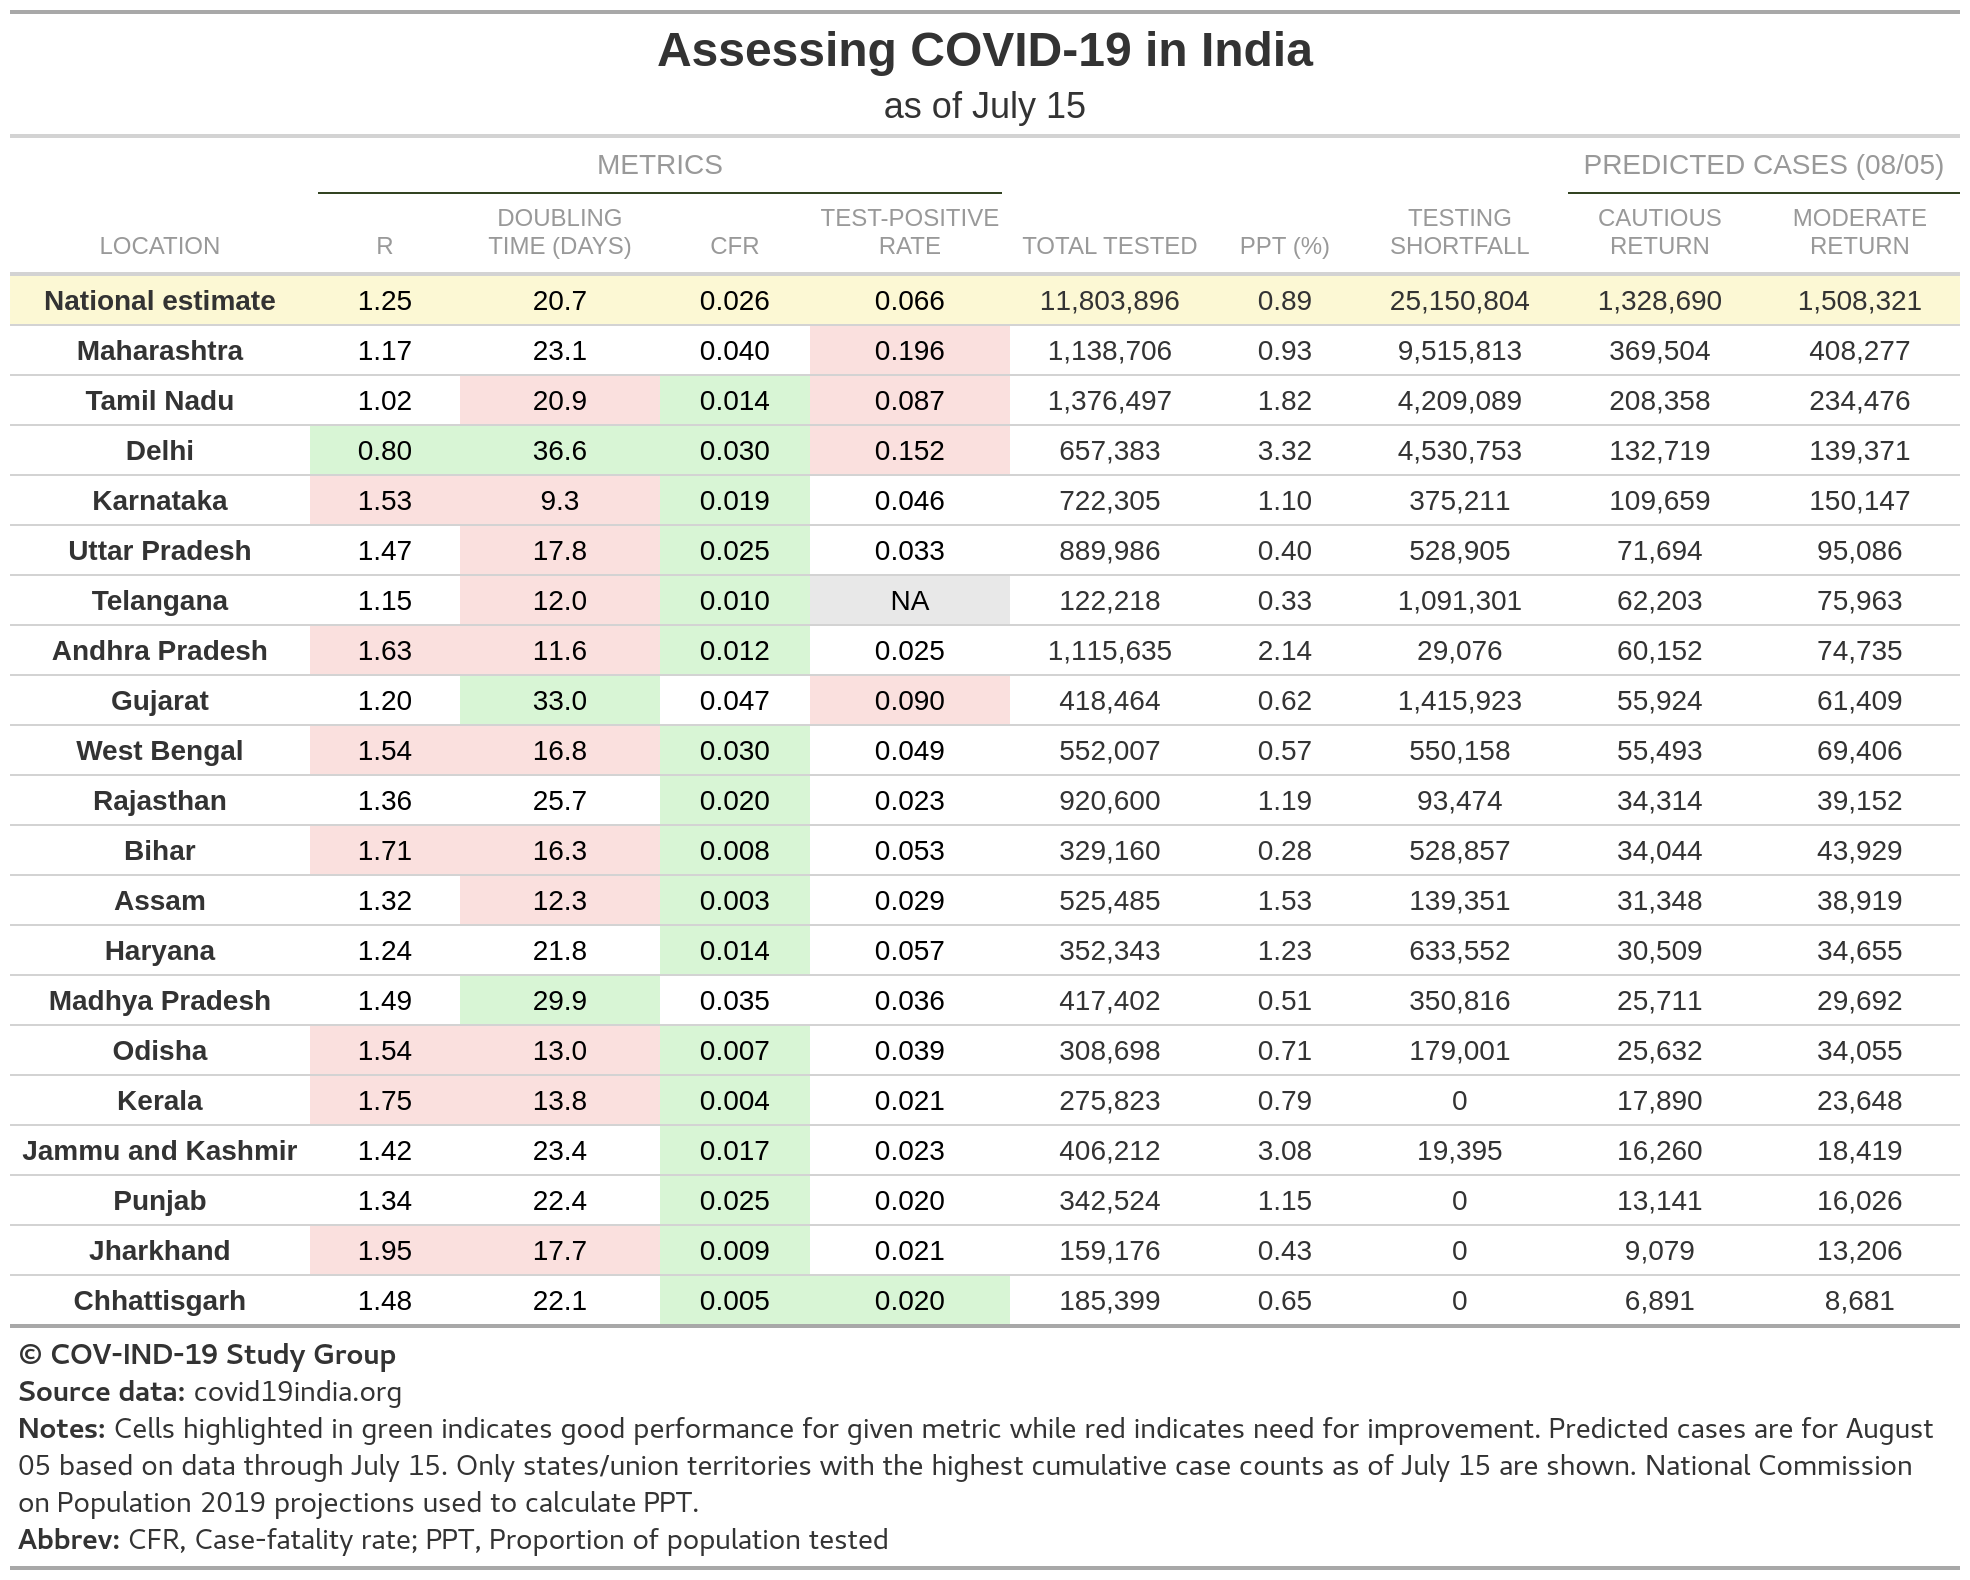 Assessing COVID-19 in India
as of July 15
METRICS PREDICTED CASES (08/05)
LOCATION R DOUBLING TIME (DAYS) CFR TEST-POSITIVE RATE TOTAL TESTED PPT (%) TESTING SHORTFALL CAUTIOUS RETURN MODERATE RETURN
National estimate 1.25 20.7 0.026 0.066 11,803,896 0.89 25,150,804 1,328,690 1,508,321
Maharashtra 1.17 23.1 0.040 0.196 1,138,706 0.93 9,515,813 369,504 408,277
Tamil Nadu 1.02 20.9 0.014 0.087 1,376,497 1.82 4,209,089 208,358 234,476
Delhi 0.80 36.6 0.030 0.152 657,383 3.32 4,530,753 132,719 139,371
Karnataka 1.53 9.3 0.019 0.046 722,305 1.10 375,211 109,659 150,147
Uttar Pradesh 1.47 17.8 0.025 0.033 889,986 0.40 528,905 71,694 95,086
Telangana 1.15 12.0 0.010 NA 122,218 0.33 1,091,301 62,203 75,963
Andhra Pradesh 1.63 11.6 0.012 0.025 1,115,635 2.14 29,076 60,152 74,735
Gujarat 1.20 33.0 0.047 0.090 418,464 0.62 1,415,923 55,924 61,409
West Bengal 1.54 16.8 0.030 0.049 552,007 0.57 550,158 55,493 69,406
Rajasthan 1.36 25.7 0.020 0.023 920,600 1.19 93,474 34,314 39,152
Bihar 1.71 16.3 0.008 0.053 329,160 0.28 528,857 34,044 43,929
Assam 1.32 12.3 0.003 0.029 525,485 1.53 139,351 31,348 38,919
Haryana 1.24 21.8 0.014 0.057 352,343 1.23 633,552 30,509 34,655
Madhya Pradesh 1.49 29.9 0.035 0.036 417,402 0.51 350,816 25,711 29,692
Odisha 1.54 13.0 0.007 0.039 308,698 0.71 179,001 25,632 34,055
Kerala 1.75 13.8 0.004 0.021 275,823 0.79 0 17,890 23,648
Jammu and Kashmir 1.42 23.4 0.017 0.023 406,212 3.08 19,395 16,260 18,419
Punjab 1.34 22.4 0.025 0.020 342,524 1.15 0 13,141 16,026
Jharkhand 1.95 17.7 0.009 0.021 159,176 0.43 0 9,079 13,206
Chhattisgarh 1.48 22.1 0.005 0.020 185,399 0.65 0 6,891 8,681
© COV-IND-19 Study Group
Source data: covid19india.org
Notes: Cells highlighted in green indicates good performance for given metric while red indicates need for improvement. Predicted cases are for August
05 based on data through July 15. Only states/union territories with the highest cumulative case counts as of July 15 are shown. National Commission
on Population 2019 projections used to calculate PPT.
Abbrev: CFR, Case-fatality rate; PPT, Proportion of population tested